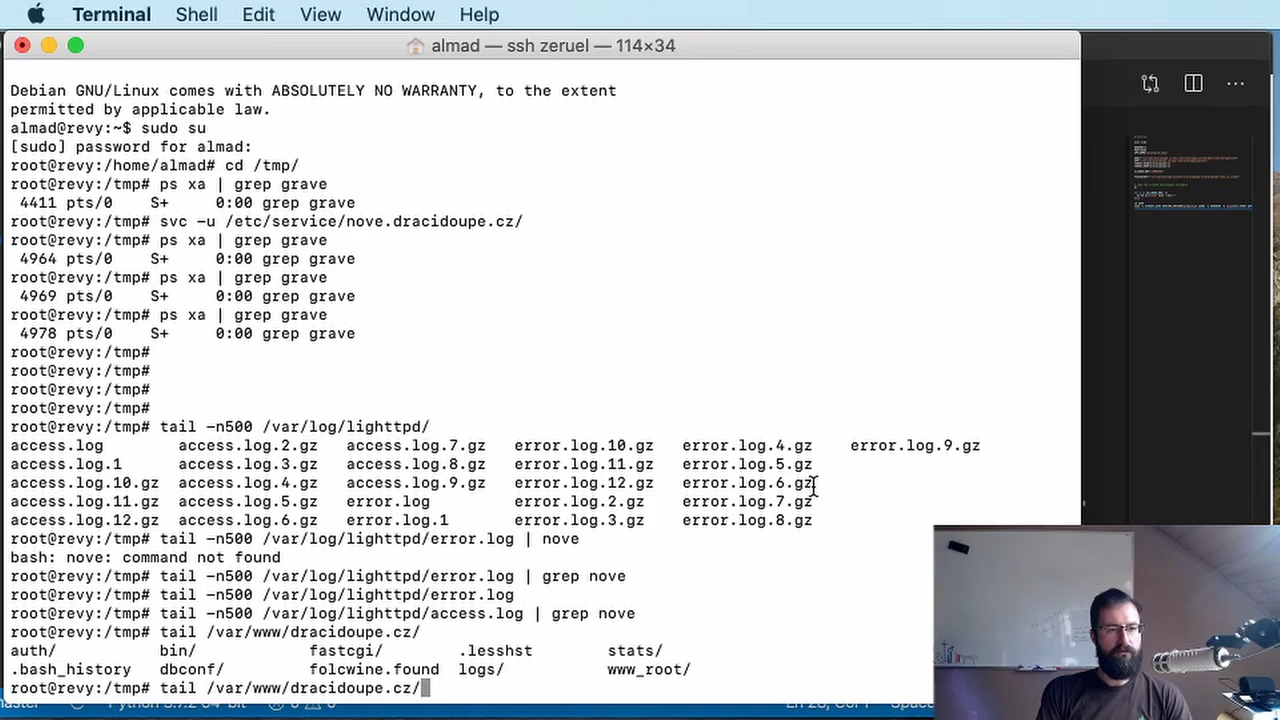 Terminal Shell Edit View Window Help
almad — ssh zeruel — 114×34
Debian GNU/Linux comes with ABSOLUTELY NO WARRANTY, to the extent
permitted by applicable law.
almad@revy:~$ sudo su
[sudo] password for almad:
root@revy:/home/almad# cd /tmp/
root@revy:/tmp# ps xa | grep grave
4411 pts/0    S+     0:00 grep grave
root@revy:/tmp# svc -u /etc/service/nove.dracidoupe.cz/
root@revy:/tmp# ps xa | grep grave
4964 pts/0    S+     0:00 grep grave
root@revy:/tmp# ps xa | grep grave
4969 pts/0    S+     0:00 grep grave
root@revy:/tmp# ps xa | grep grave
4978 pts/0    S+     0:00 grep grave
root@revy:/tmp#
root@revy:/tmp#
root@revy:/tmp#
root@revy:/tmp#
root@revy:/tmp# tail -n500 /var/log/lighttpd/
access.log        access.log.2.gz   access.log.7.gz   error.log.10.gz   error.log.4.gz    error.log.9.gz
access.log.1      access.log.3.gz   access.log.8.gz   error.log.11.gz   error.log.5.gz
access.log.10.gz  access.log.4.gz   access.log.9.gz   error.log.12.gz   error.log.6.gz
access.log.11.gz  access.log.5.gz   error.log         error.log.2.gz    error.log.7.gz
access.log.12.gz  access.log.6.gz   error.log.1       error.log.3.gz    error.log.8.gz
root@revy:/tmp# tail -n500 /var/log/lighttpd/error.log | nove
bash: nove: command not found
root@revy:/tmp# tail -n500 /var/log/lighttpd/error.log | grep nove
root@revy:/tmp# tail -n500 /var/log/lighttpd/error.log
root@revy:/tmp# tail -n500 /var/log/lighttpd/access.log | grep nove
root@revy:/tmp# tail /var/www/dracidoupe.cz/
auth/           bin/            fastcgi/        .lesshst        stats/
.bash_history   dbconf/         folcwine.found  logs/           www_root/
root@revy:/tmp# tail /var/www/dracidoupe.cz/